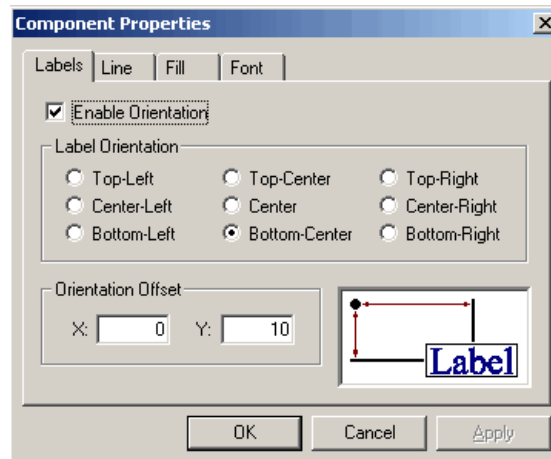 Component Properties
Labels Line Fill Font
Enable Orientation
Label Orientation
Top-Left Top-Center Top-Right
Center-Left Center Center-Right
Bottom-Left Bottom-Center Bottom-Right
Orientation Offset
X: 0 Y: 10
Label
OK Cancel Apply